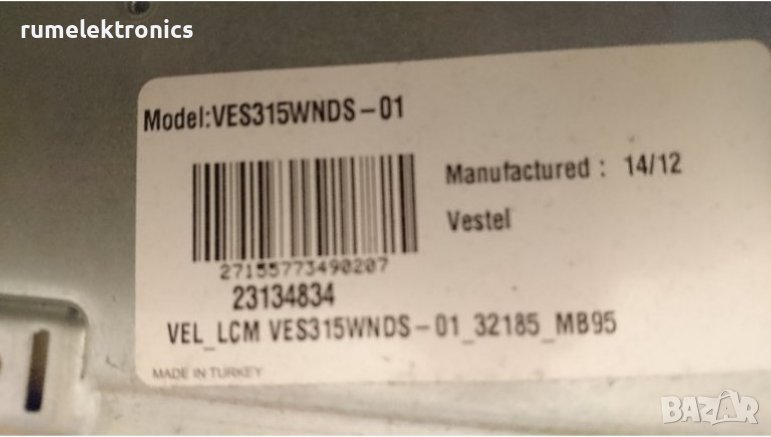 rumelektronics
Model:VES315WNDS-01
Manufactured : 14/12
Vestel
27155773490207
23134834
VEL_LCM VES315WNDS-01_32185_MB95
MADE IN TURKEY
BAZAR